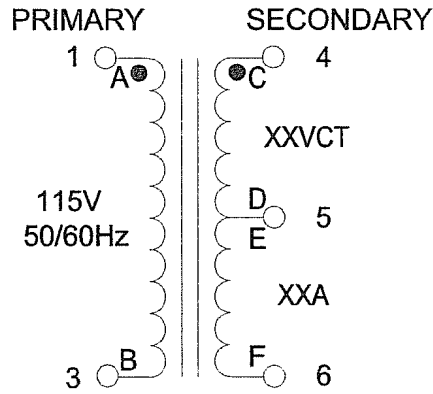 PRIMARY SECONDARY
1 4
A C
XXVCT
115V D 5
50/60Hz E
XXA
B F
3 6